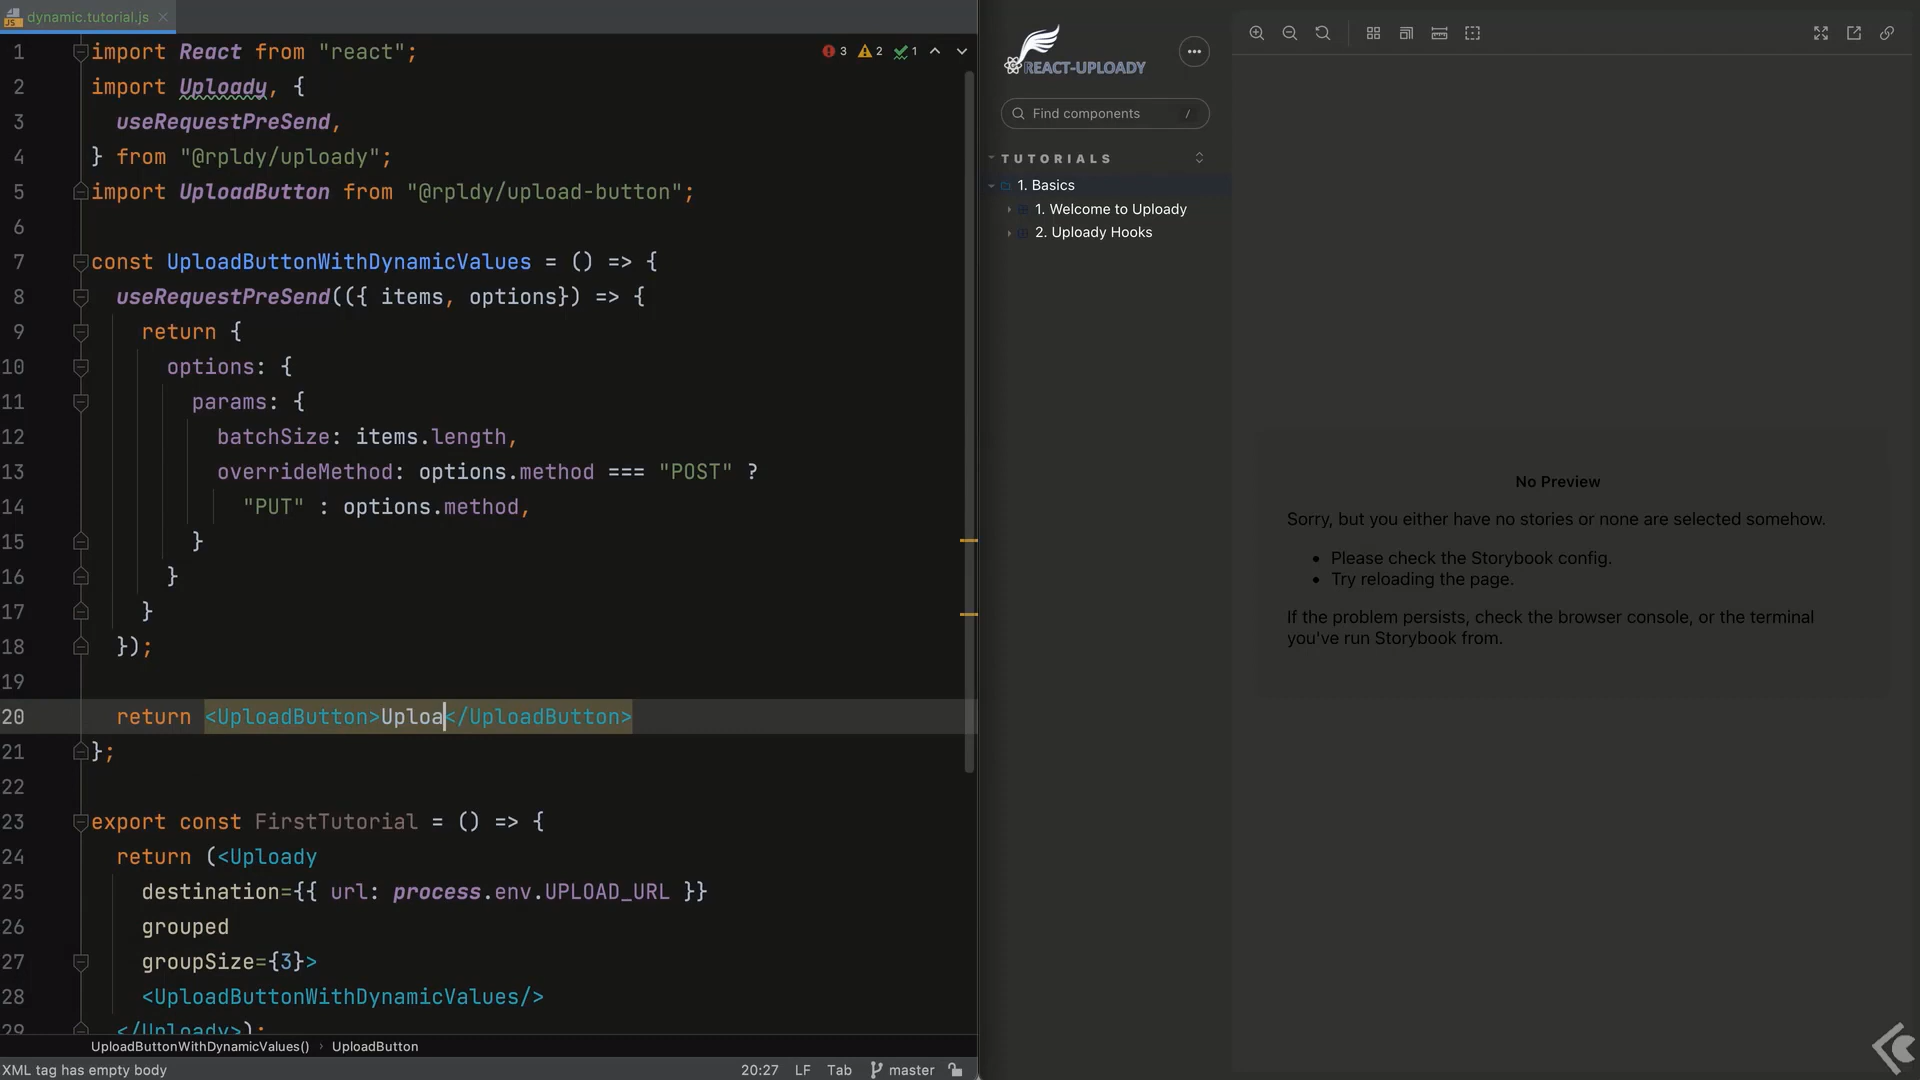 dynamic.tutorial.js
1 import React from "react";
3 2 1
2 import Uploady, {
3 useRequestPreSend,
4 } from "@rpldy/uploady";
5 import UploadButton from "@rpldy/upload-button";
6
7 const UploadButtonWithDynamicValues = () => {
8 useRequestPreSend(({ items, options}) => {
9 return {
10 options: {
11 params: {
12 batchSize: items.length,
13 overrideMethod: options.method === "POST" ?
14 "PUT" : options.method,
15 }
16 }
17 }
18 });
19
20 return <UploadButton>Uploa</UploadButton>
21 };
22
23 export const FirstTutorial = () => {
24 return (<Uploady
25 destination={{ url: process.env.UPLOAD_URL }}
26 grouped
27 groupSize={3}>
28 <UploadButtonWithDynamicValues/>
29 </Uploady>);
UploadButtonWithDynamicValues() › UploadButton
XML tag has empty body 20:27 LF Tab master
REACT-UPLOADY
Find components /
TUTORIALS
1. Basics
1. Welcome to Uploady
2. Uploady Hooks
No Preview
Sorry, but you either have no stories or none are selected somehow.
• Please check the Storybook config.
• Try reloading the page.
If the problem persists, check the browser console, or the terminal
you've run Storybook from.